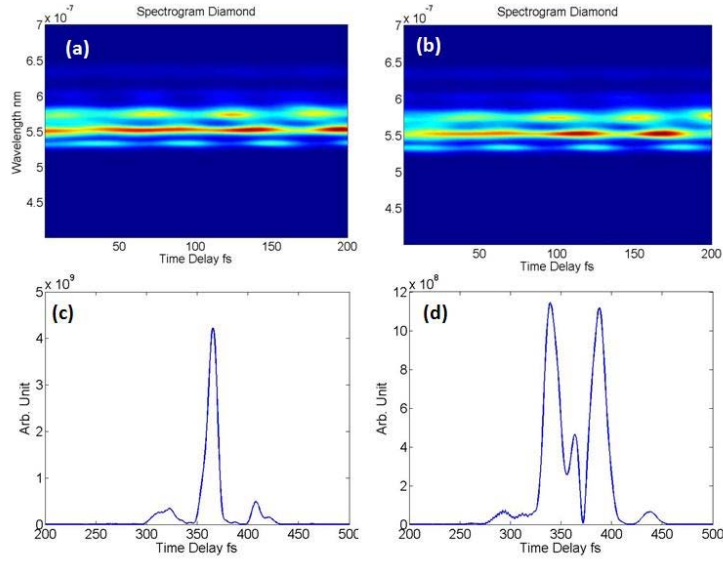 Spectrogram Diamond
x 10
-7
(a)
Wavelength nm
7
6.5
6
5.5
5
4.5
50 100 150 200
Time Delay fs
Spectrogram Diamond
x 10
-7
(b)
7
6.5
6
5.5
5
4.5
50 100 150 200
Time Delay fs
x 10
9
(c)
Arb. Unit
5
4
3
2
1
0
200 250 300 350 400 450 500
Time Delay fs
x 10
8
(d)
Arb. Unit
12
10
8
6
4
2
0
200 250 300 350 400 450 500
Time Delay fs